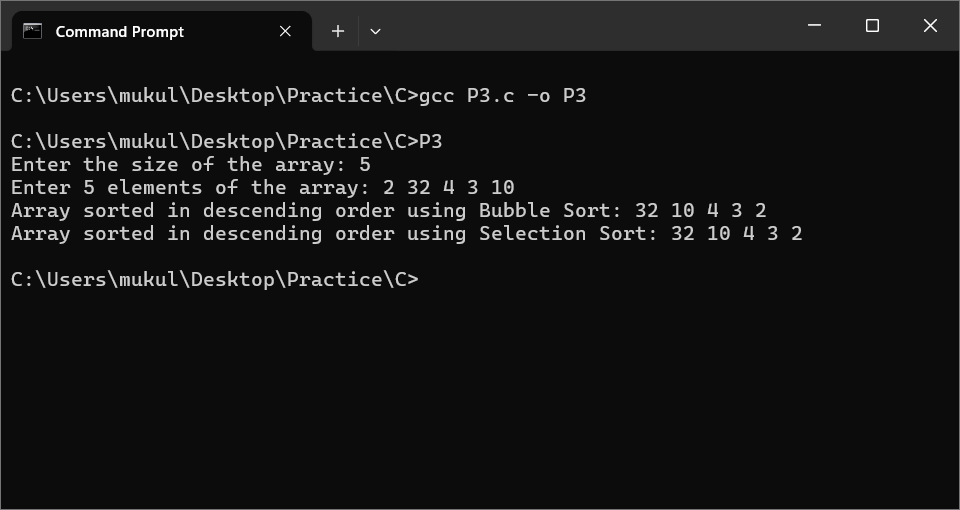 Command Prompt
C:\Users\mukul\Desktop\Practice\C>gcc P3.c -o P3
C:\Users\mukul\Desktop\Practice\C>P3
Enter the size of the array: 5
Enter 5 elements of the array: 2 32 4 3 10
Array sorted in descending order using Bubble Sort: 32 10 4 3 2
Array sorted in descending order using Selection Sort: 32 10 4 3 2
C:\Users\mukul\Desktop\Practice\C>